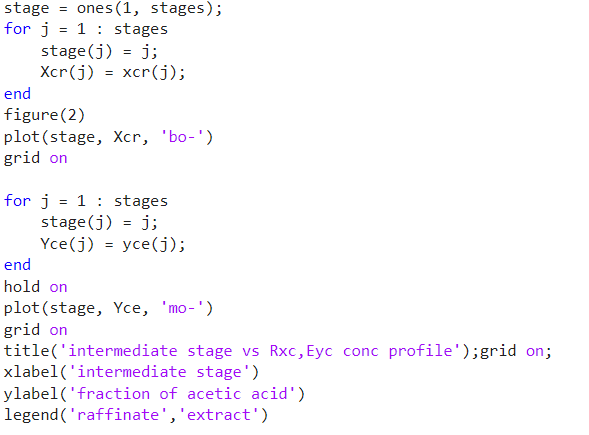 stage = ones(1, stages);
for j = 1 : stages
    stage(j) = j;
    Xcr(j) = xcr(j);
end
figure(2)
plot(stage, Xcr, 'bo-')
grid on

for j = 1 : stages
    stage(j) = j;
    Yce(j) = yce(j);
end
hold on
plot(stage, Yce, 'mo-')
grid on
title('intermediate stage vs Rxc,Eyc conc profile');grid on;
xlabel('intermediate stage')
ylabel('fraction of acetic acid')
legend('raffinate','extract')